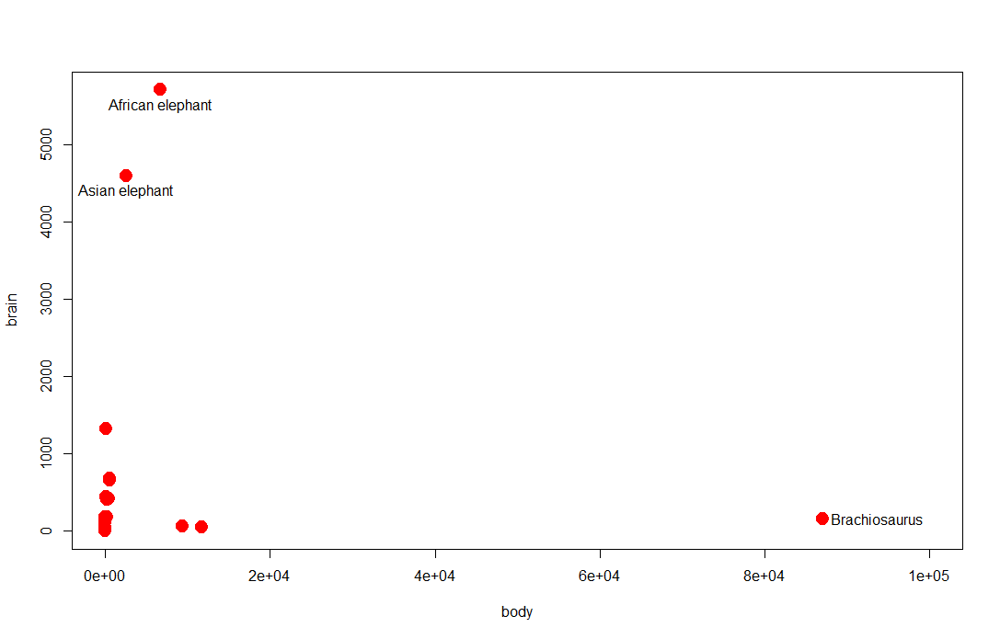 African elephant
5000
Asian elephant
4000
3000
brain
2000
1000
0
Brachiosaurus
0e+00 2e+04 4e+04 6e+04 8e+04 1e+05
body